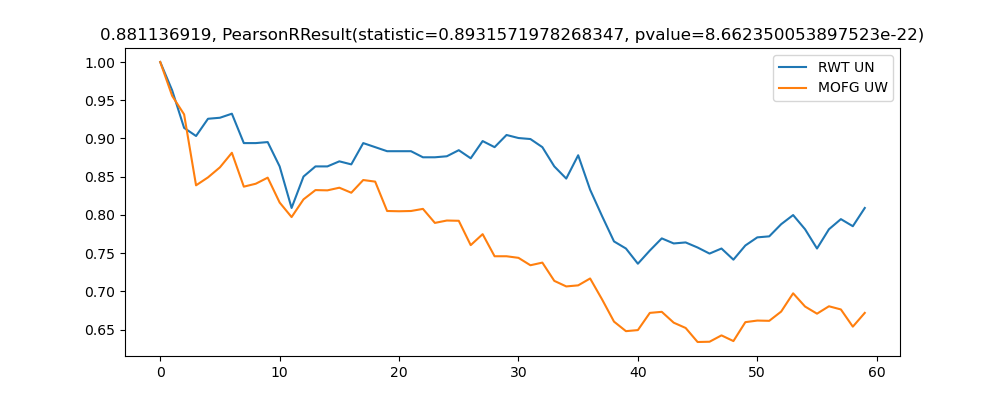 0.881136919, PearsonRResult(statistic=0.8931571978268347, pvalue=8.662350053897523e-22)
RWT UN
MOFG UW
1.00
0.95
0.90
0.85
0.80
0.75
0.70
0.65
0 10 20 30 40 50 60